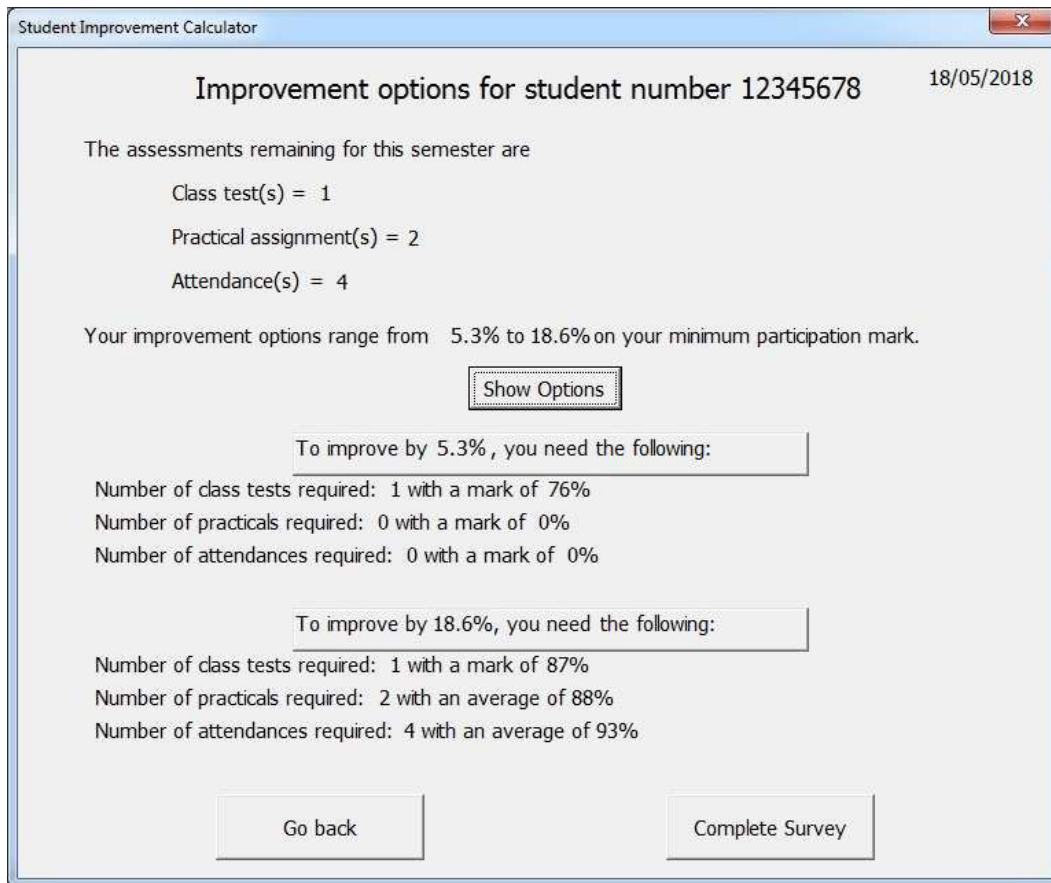 Student Improvement Calculator
Improvement options for student number 12345678
18/05/2018
The assessments remaining for this semester are
Class test(s) = 1
Practical assignment(s) = 2
Attendance(s) = 4
Your improvement options range from 5.3% to 18.6% on your minimum participation mark.
Show Options
To improve by 5.3% , you need the following:
Number of class tests required: 1 with a mark of 76%
Number of practicals required: 0 with a mark of 0%
Number of attendances required: 0 with a mark of 0%
To improve by 18.6%, you need the following:
Number of class tests required: 1 with a mark of 87%
Number of practicals required: 2 with an average of 88%
Number of attendances required: 4 with an average of 93%
Go back
Complete Survey